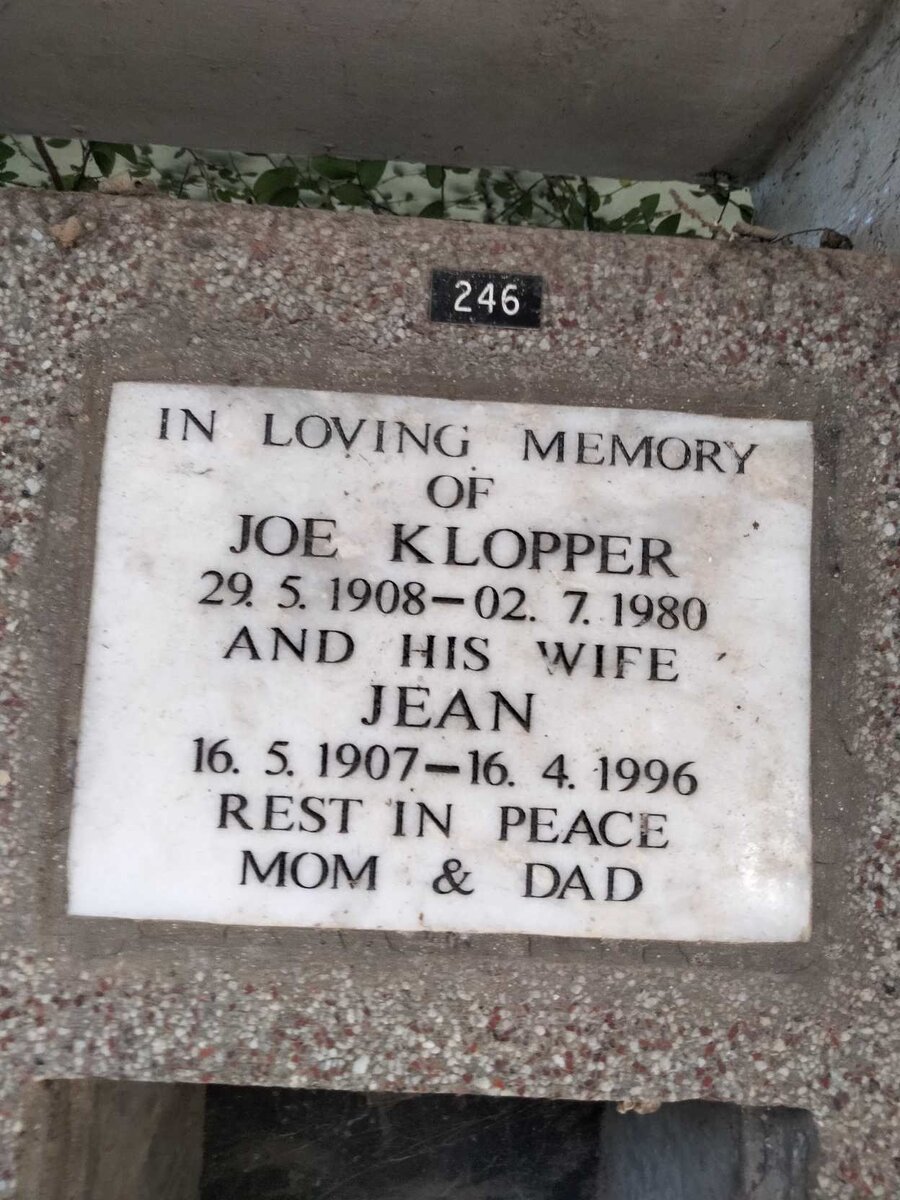 246
IN LOVING MEMORY
OF
JOE KLOPPER
29. 5. 1908-02. 7. 1980
AND HIS WIFE
JEAN
16. 5. 1907-16. 4. 1996
REST IN PEACE
MOM & DAD